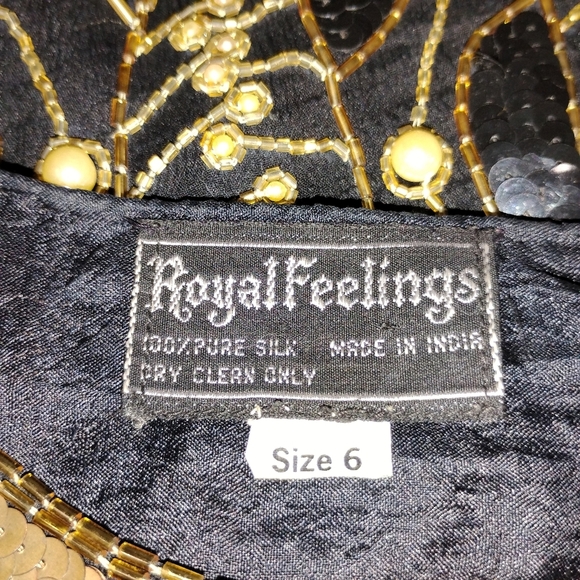 RoyalFeelings
100% PURE SILK MADE IN INDIA
DRY CLEAN ONLY
Size 6